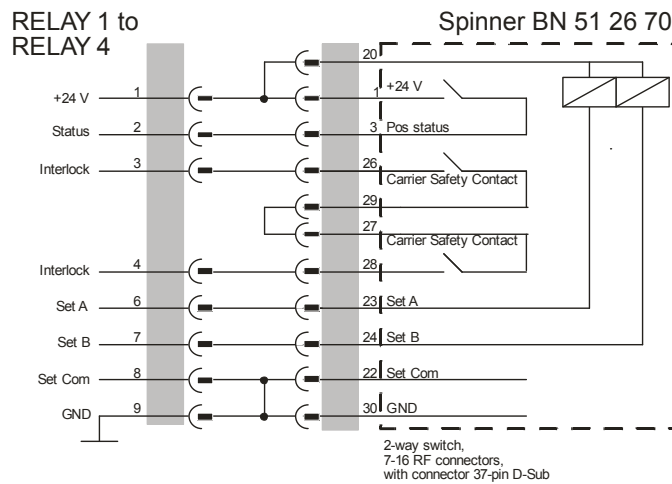 RELAY 1 to
RELAY 4
Spinner BN 51 26 70
20
+24 V 1 1 +24 V
Status 2 3 Pos status
Interlock 3 26
Carrier Safety Contact
29
27
Carrier Safety Contact
Interlock 4 28
Set A 6 23 Set A
Set B 7 24 Set B
Set Com 8 22 Set Com
GND 9 30 GND
2-way switch,
7-16 RF connectors,
with connector 37-pin D-Sub